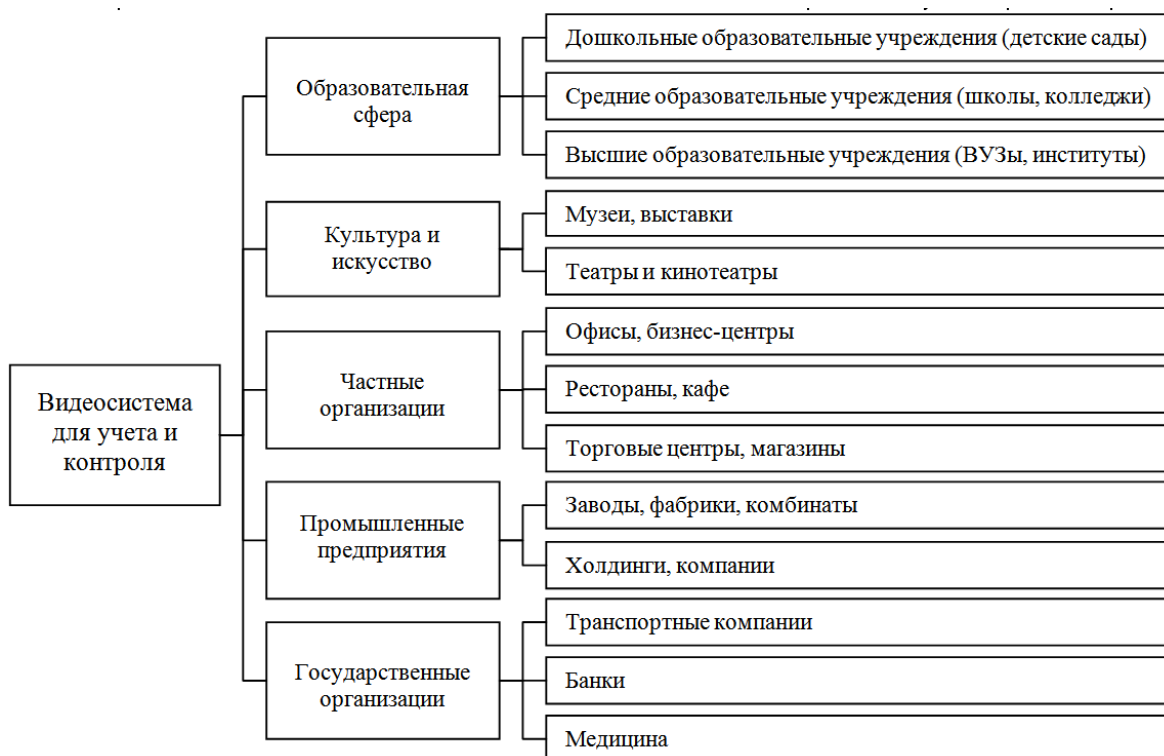 Видеосистема
для учета и
контроля
Образовательная
сфера
Дошкольные образовательные учреждения (детские сады)
Средние образовательные учреждения (школы, колледжи)
Высшие образовательные учреждения (ВУЗы, институты)
Культура и
искусство
Музеи, выставки
Театры и кинотеатры
Частные
организации
Офисы, бизнес-центры
Рестораны, кафе
Торговые центры, магазины
Промышленные
предприятия
Заводы, фабрики, комбинаты
Холдинги, компании
Государственные
организации
Транспортные компании
Банки
Медицина